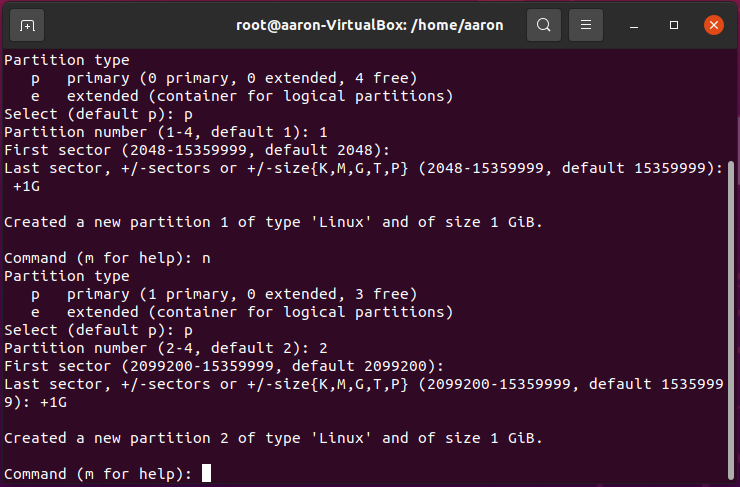 root@aaron-VirtualBox: /home/aaron
Partition type
   p   primary (0 primary, 0 extended, 4 free)
   e   extended (container for logical partitions)
Select (default p): p
Partition number (1-4, default 1): 1
First sector (2048-15359999, default 2048):
Last sector, +/-sectors or +/-size{K,M,G,T,P} (2048-15359999, default 15359999):
 +1G

Created a new partition 1 of type 'Linux' and of size 1 GiB.

Command (m for help): n
Partition type
   p   primary (1 primary, 0 extended, 3 free)
   e   extended (container for logical partitions)
Select (default p): p
Partition number (2-4, default 2): 2
First sector (2099200-15359999, default 2099200):
Last sector, +/-sectors or +/-size{K,M,G,T,P} (2099200-15359999, default 1535999
9): +1G

Created a new partition 2 of type 'Linux' and of size 1 GiB.

Command (m for help):